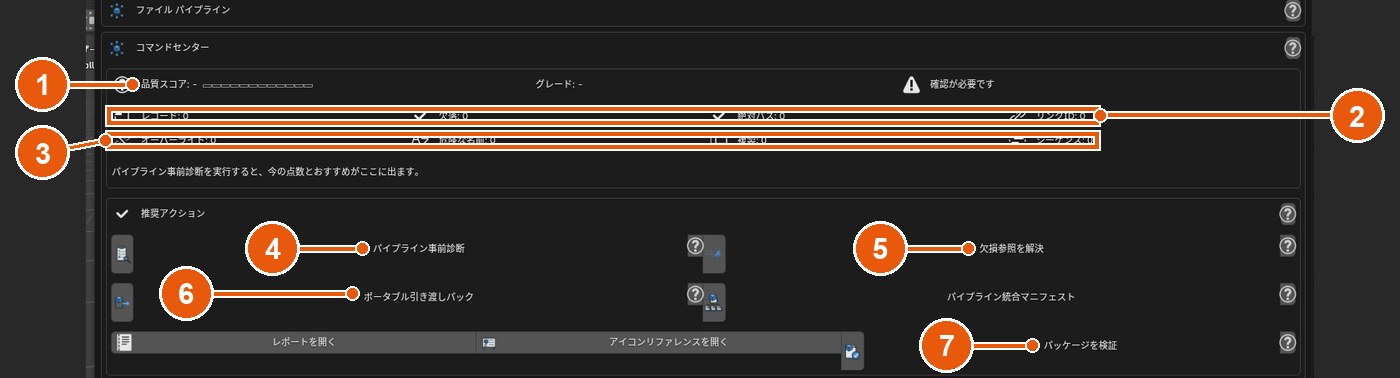 ファイル パイプライン
コマンドセンター
1 品質スコア: - グレード: - 確認が必要です
レコード: 0 欠落: 0 絶対パス: 0 リンクID: 0 2
3 オーバーライド: 0 危険な名前: 0 複製: 0 シーケンス: 0
パイプライン事前診断を実行すると、今の点数とおすすめがここに出ます。
推奨アクション
4 パイプライン事前診断 5 欠損参照を解決
6 ポータブル引き渡しパック パイプライン統合マニフェスト
レポートを開く アイコンリファレンスを開く 7 パッケージを検証